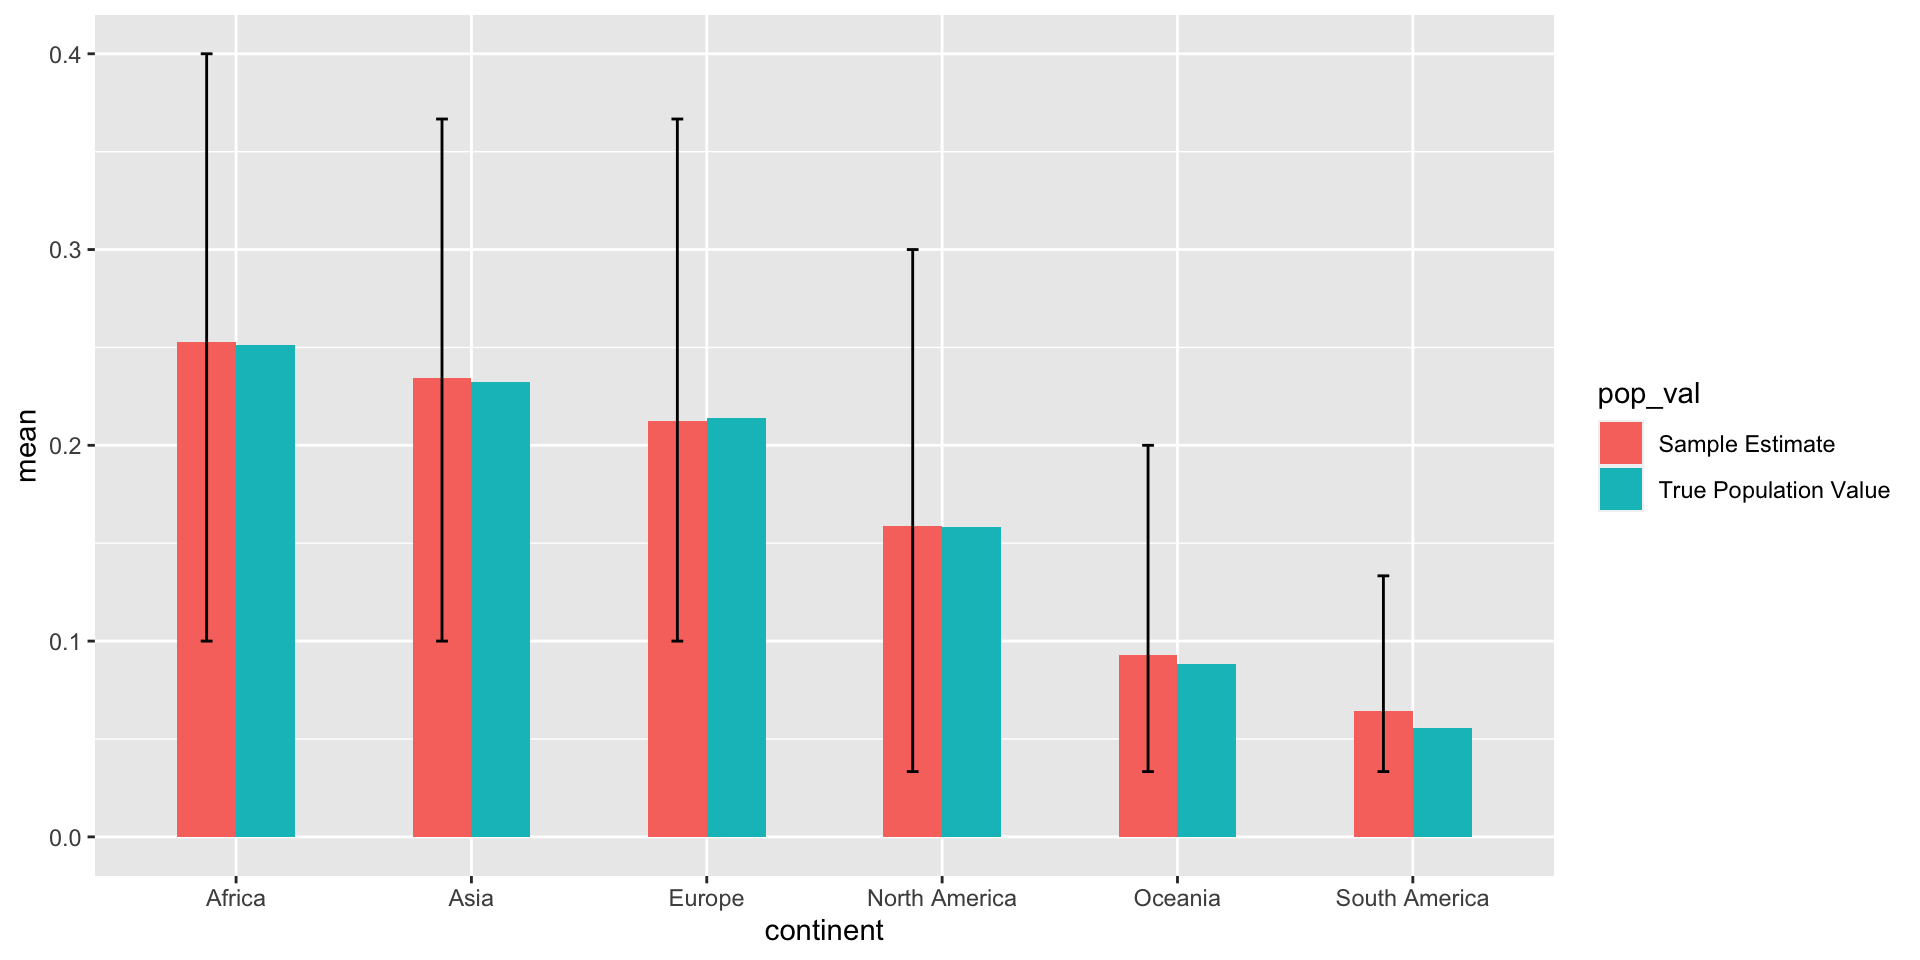 0.4
0.3
0.2
0.1
0.0
mean
Africa
Asia
Europe
North America
Oceania
South America
continent
pop_val
Sample Estimate
True Population Value